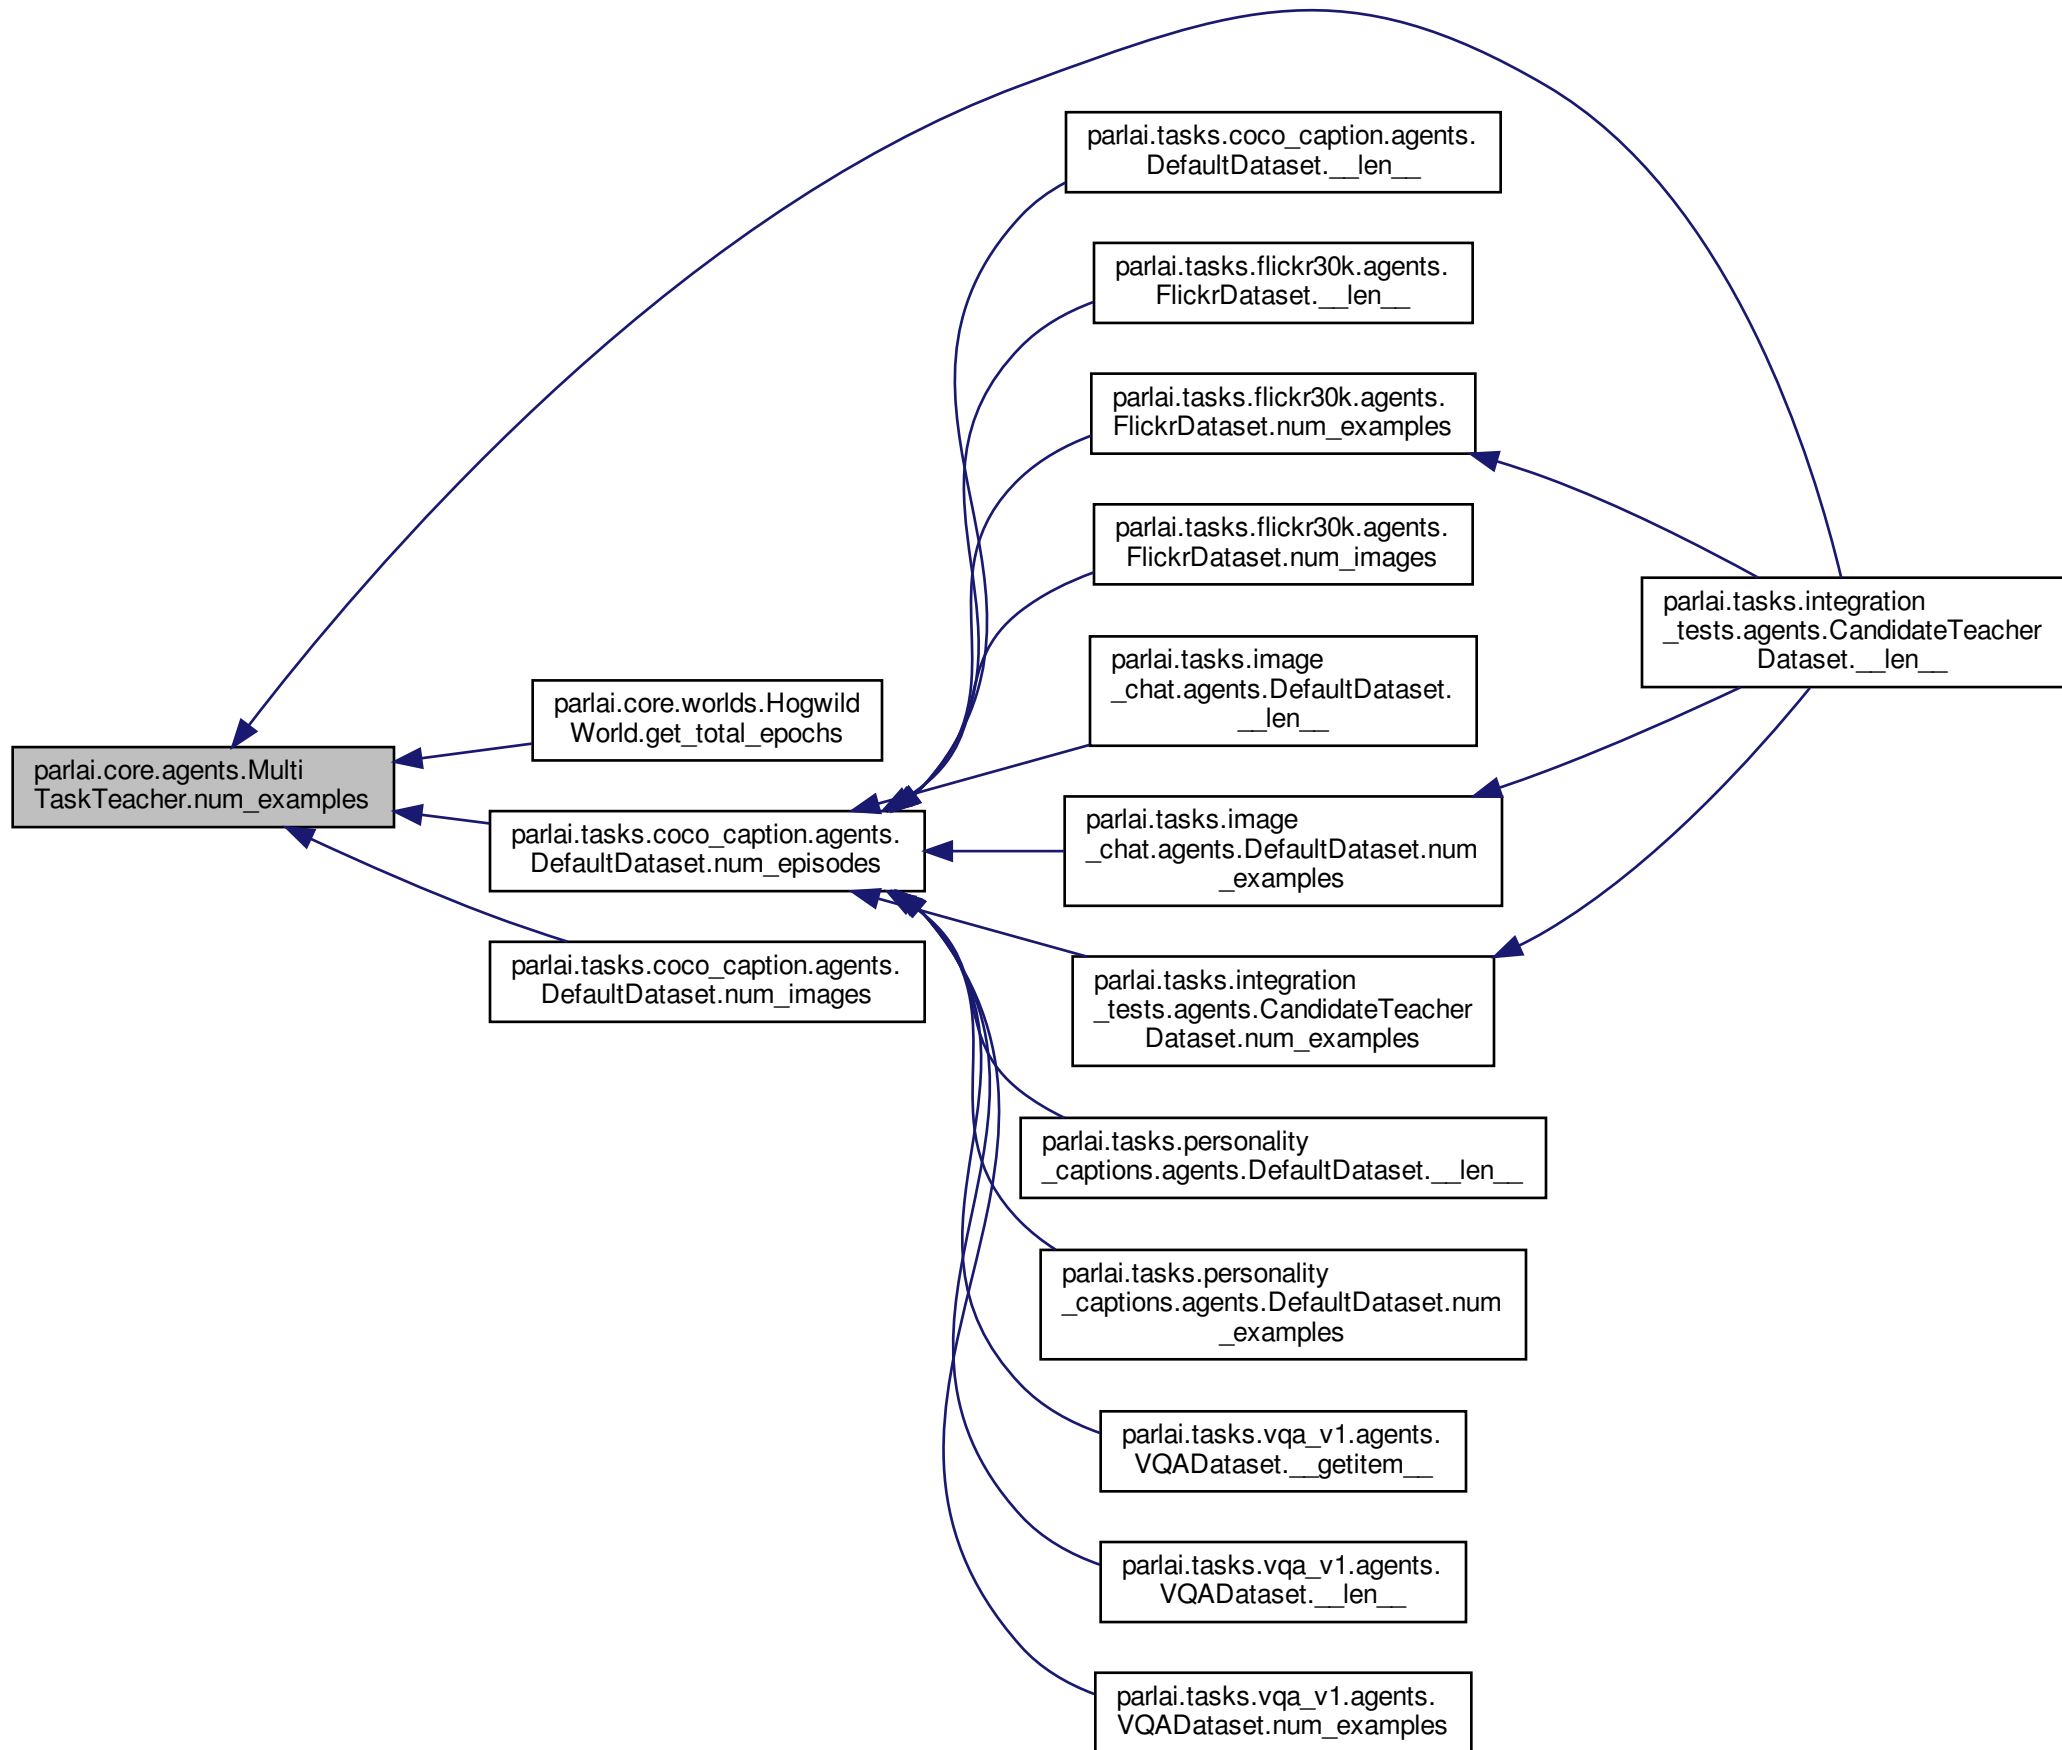 parlai.core.agents.Multi
TaskTeacher.num_examples
parlai.core.worlds.Hogwild
World.get_total_epochs
parlai.tasks.coco_caption.agents.
DefaultDataset.num_episodes
parlai.tasks.coco_caption.agents.
DefaultDataset.num_images
parlai.tasks.coco_caption.agents.
DefaultDataset.__len__
parlai.tasks.flickr30k.agents.
FlickrDataset.__len__
parlai.tasks.flickr30k.agents.
FlickrDataset.num_examples
parlai.tasks.flickr30k.agents.
FlickrDataset.num_images
parlai.tasks.image
_chat.agents.DefaultDataset.
__len__
parlai.tasks.image
_chat.agents.DefaultDataset.num
_examples
parlai.tasks.integration
_tests.agents.CandidateTeacher
Dataset.num_examples
parlai.tasks.personality
_captions.agents.DefaultDataset.__len__
parlai.tasks.personality
_captions.agents.DefaultDataset.num
_examples
parlai.tasks.vqa_v1.agents.
VQADataset.__getitem__
parlai.tasks.vqa_v1.agents.
VQADataset.__len__
parlai.tasks.vqa_v1.agents.
VQADataset.num_examples
parlai.tasks.integration
_tests.agents.CandidateTeacher
Dataset.__len__